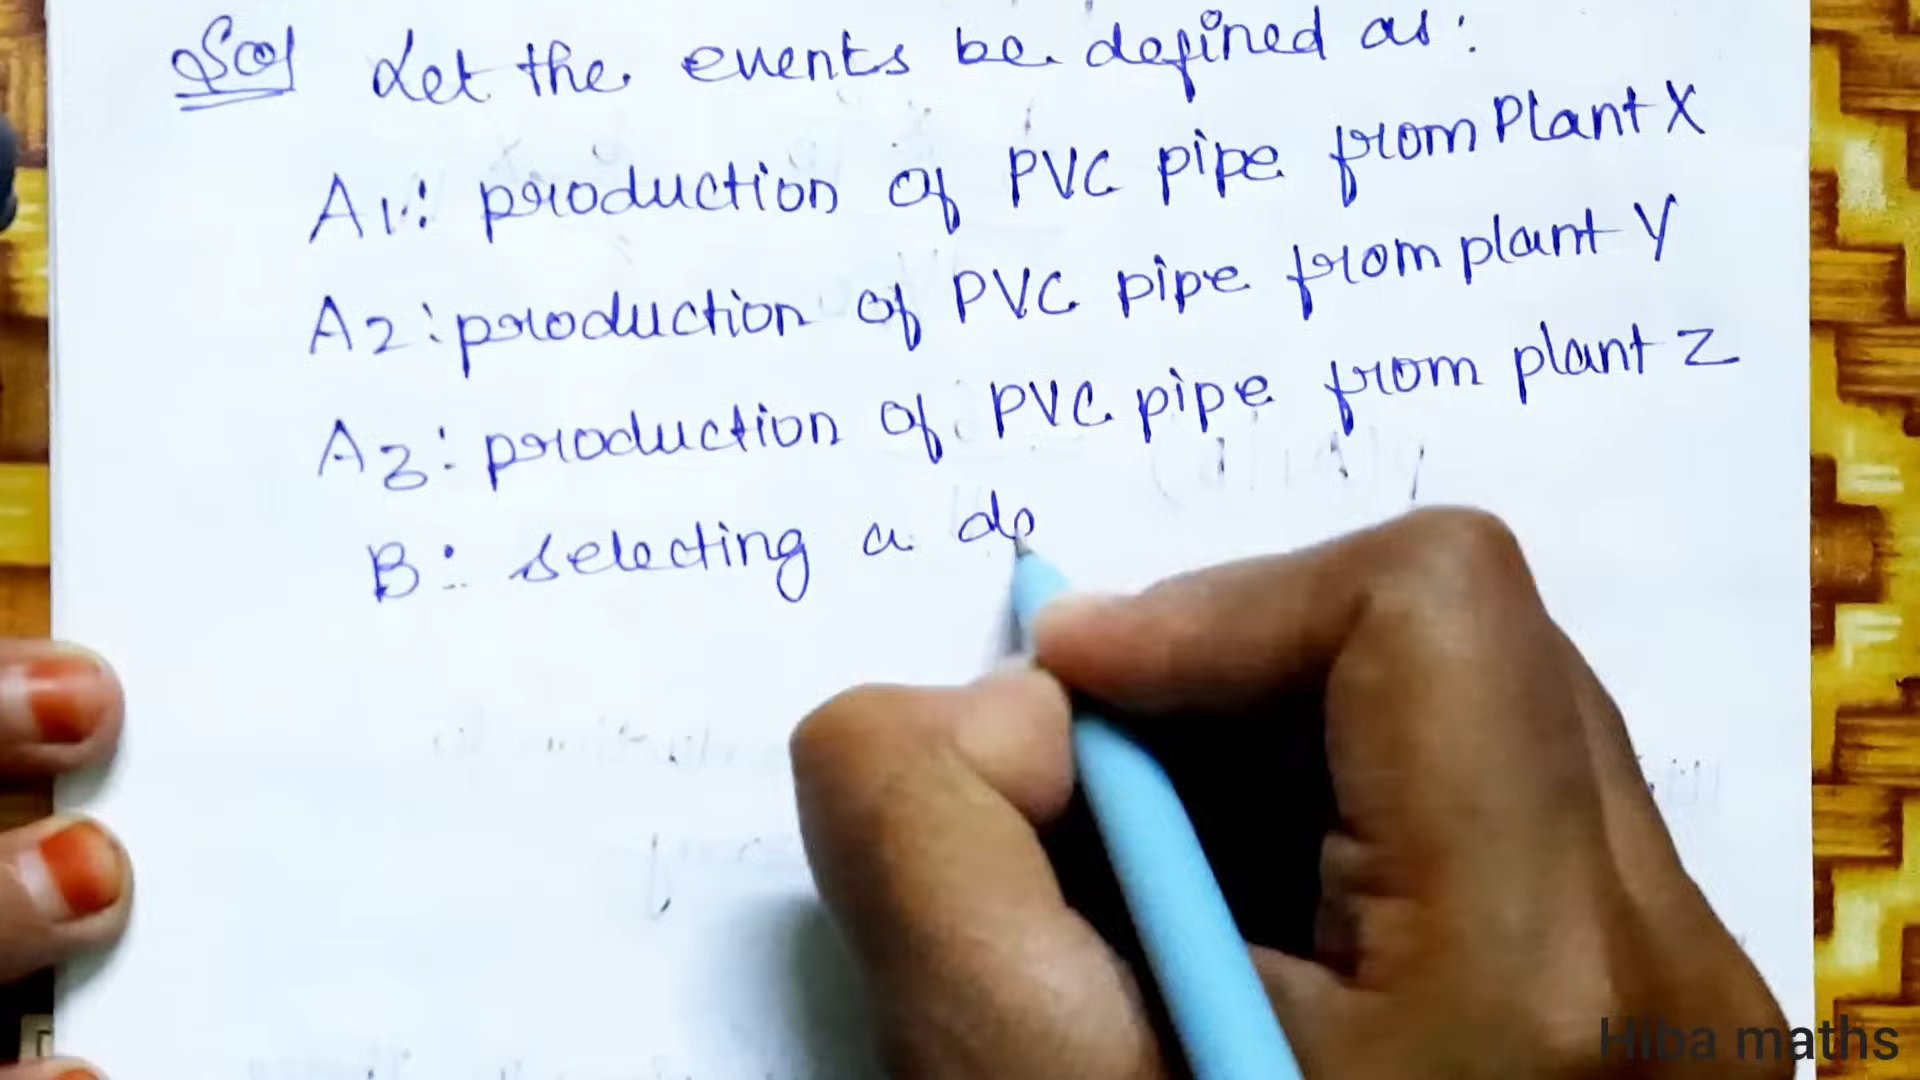 Sol Let the events be defined as:
A1: production of PVC pipe from Plant X
A2: production of PVC pipe from plant Y
A3: production of PVC pipe from plant Z
B: selecting a de
Hiba maths